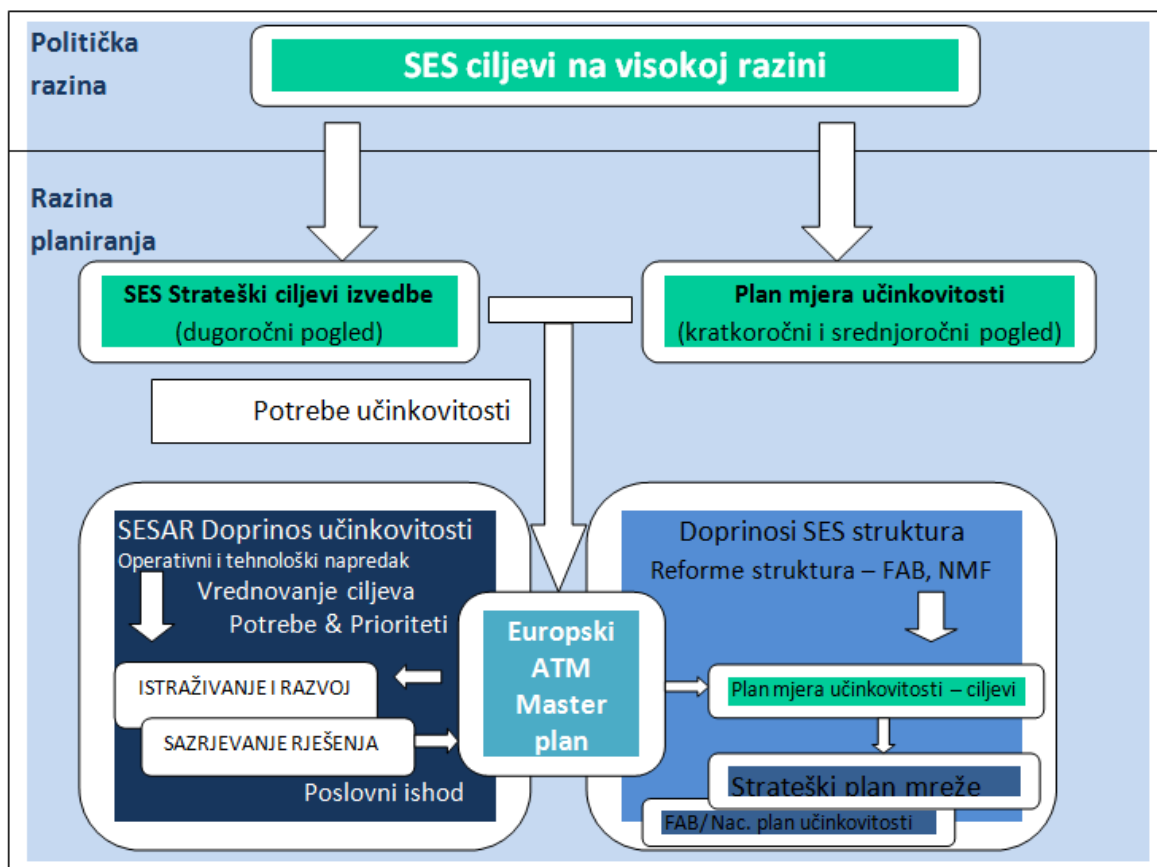 Politička
razina
SES ciljevi na visokoj razini
Razina
planiranja
SES Strateški ciljevi izvedbe
(dugoročni pogled)
Plan mjera učinkovitosti
(kratkoročni i srednjoročni pogled)
Potrebe učinkovitosti
SESAR Doprinos učinkovitosti
Operativni i tehnološki napredak
Vrednovanje ciljeva
Potrebe & Prioriteti
ISTRAŽIVANJE I RAZVOJ
SAZRJEVANJE RJEŠENJA
Poslovni ishod
Europski
ATM
Master
plan
Doprinosi SES struktura
Reforme struktura – FAB, NMF
Plan mjera učinkovitosti – ciljevi
Strateški plan mreže
FAB/ Nac. plan učinkovitosti